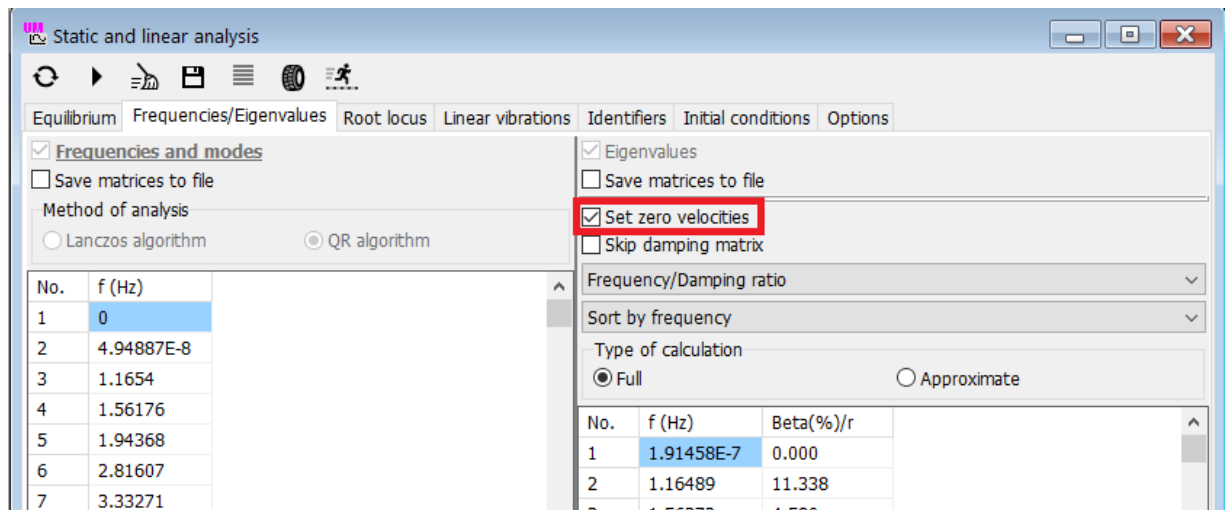 UM
Static and linear analysis
Equilibrium Frequencies/Eigenvalues Root locus Linear vibrations Identifiers Initial conditions Options
Frequencies and modes
Save matrices to file
Method of analysis
Lanczos algorithm QR algorithm
No. f (Hz)
1 0
2 4.94887E-8
3 1.1654
4 1.56176
5 1.94368
6 2.81607
7 3.33271
Eigenvalues
Save matrices to file
Set zero velocities
Skip damping matrix
Frequency/Damping ratio
Sort by frequency
Type of calculation
Full Approximate
No. f (Hz) Beta(%)/r
1 1.91458E-7 0.000
2 1.16489 11.338